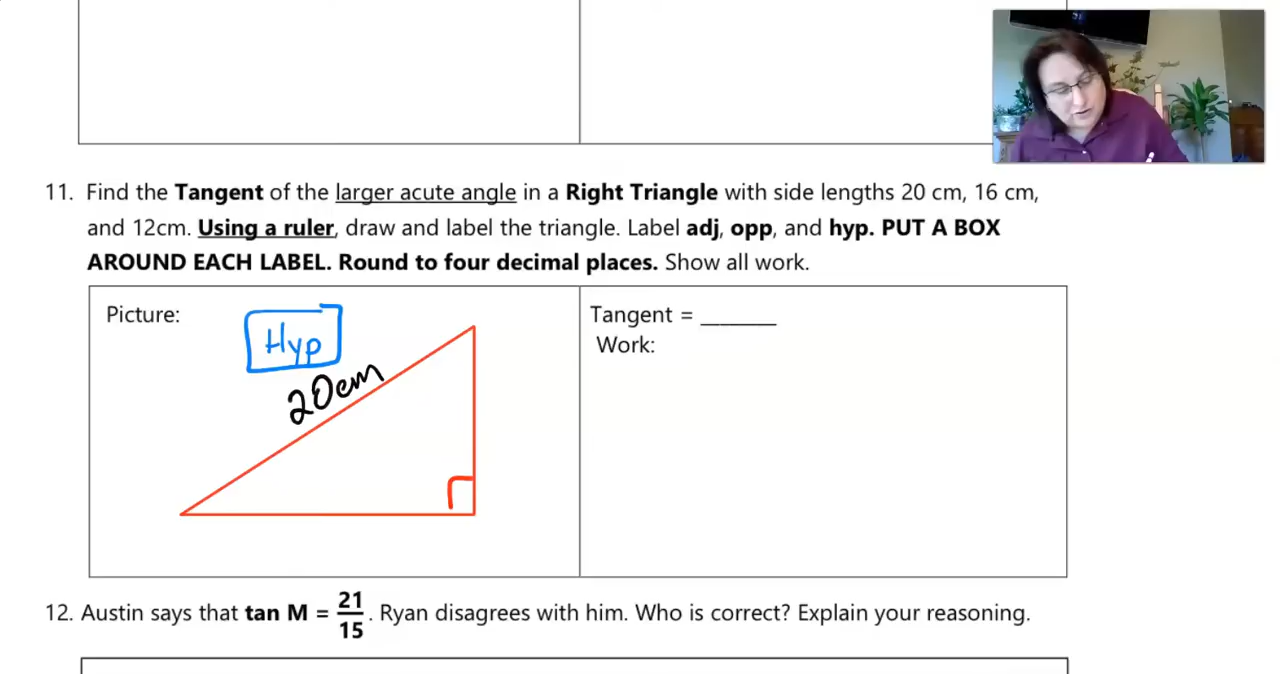 11. Find the Tangent of the larger acute angle in a Right Triangle with side lengths 20 cm, 16 cm,
and 12cm. Using a ruler, draw and label the triangle. Label adj, opp, and hyp. PUT A BOX
AROUND EACH LABEL. Round to four decimal places. Show all work.
Picture:
Hyp
20cm
Tangent = _______
Work:
12. Austin says that tan M = 21/15. Ryan disagrees with him. Who is correct? Explain your reasoning.